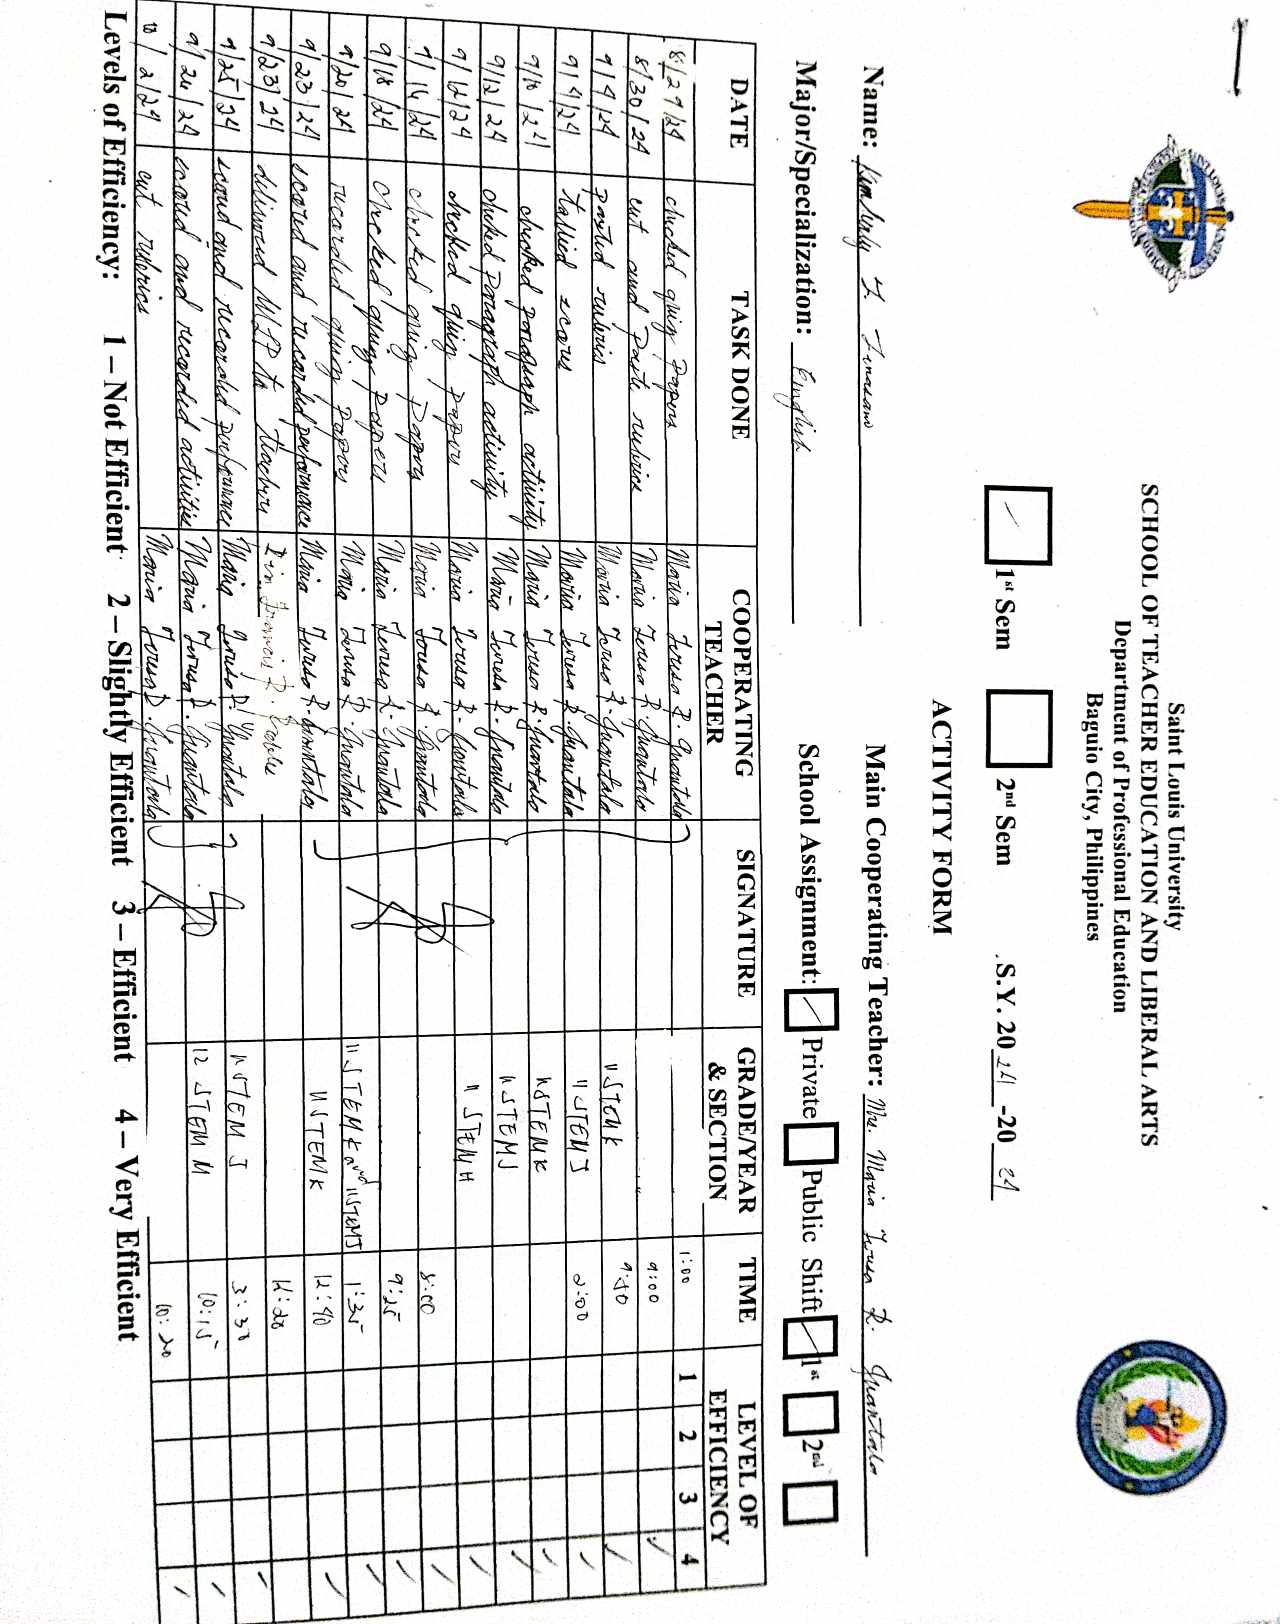 Saint Louis University
SCHOOL OF TEACHER EDUCATION AND LIBERAL ARTS
Department of Professional Education
Baguio City, Philippines
1st Sem 2nd Sem S.Y. 20 24 -20 24
ACTIVITY FORM
Name: Kimberly Main Cooperating Teacher: Mrs. Maria Teresa R. Guantala
Major/Specialization: English School Assignment: Private Public Shift 1st 2nd
DATE TASK DONE COOPERATING TEACHER SIGNATURE GRADE/YEAR & SECTION TIME LEVEL OF EFFICIENCY
1 2 3 4
8/29/24 checked quiz papers Maria Teresa R. Guantala 1:00
8/30/24 cut and paste rubrics Maria Teresa R. Guantala 9:00
9/4/24 pasted rubrics Maria Teresa R. Guantala 11 STEM K 9:50
9/4/24 tallied scores Maria Teresa R. Guantala 11 STEM J 2:00
9/10/24 checked paragraph activity Maria Teresa R. Guantala 11 STEM K
9/12/24 checked paragraph activity Maria Teresa R. Guantala 11 STEM J
9/12/24 checked quiz papers Maria Teresa R. Guantala 11 STEM H
9/16/24 checked quiz papers Maria Teresa R. Guantala 8:00
9/18/24 checked quiz papers Maria Teresa R. Guantala 9:25
9/20/24 recorded quiz papers Maria Teresa R. Guantala 11 STEM K and 11 STEM J 1:35
9/23/24 scored and recorded performance Maria Teresa R. Guantala 11 STEM K 12:40
9/23/24 delivered MLP to teachers Francis R. Robles 12:20
9/25/24 scored and recorded performance Maria Teresa R. Guantala 11 STEM J 3:30
9/26/24 scored and recorded activities Maria Teresa R. Guantala 12 STEM M 10:15
10/2/24 cut rubrics Maria Teresa R. Guantala 10:20
Levels of Efficiency: 1 – Not Efficient 2 – Slightly Efficient 3 – Efficient 4 – Very Efficient